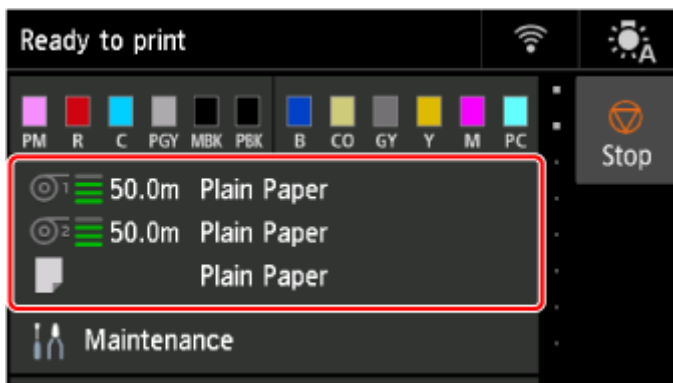 Ready to print
A
PM R C PGY MBK PBK B CO GY Y M PC
Stop
1 50.0m Plain Paper
2 50.0m Plain Paper
Plain Paper
Maintenance